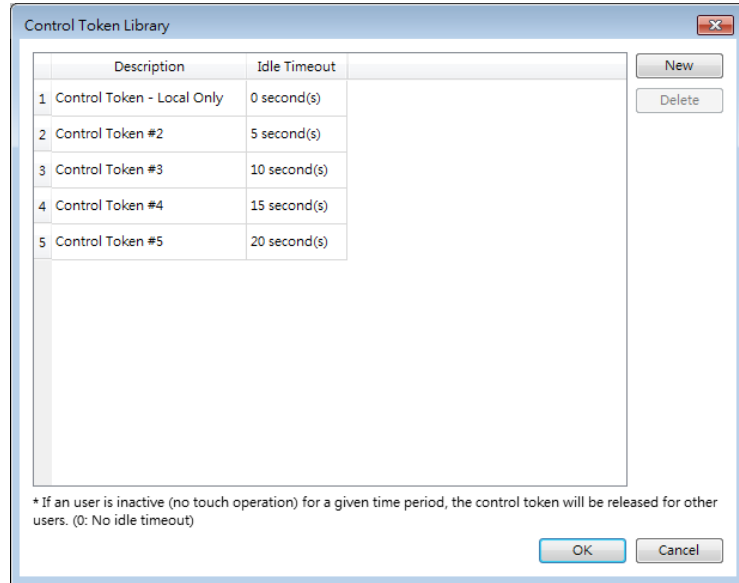 Control Token Library
Description Idle Timeout
New
1 Control Token - Local Only 0 second(s)
Delete
2 Control Token #2 5 second(s)
3 Control Token #3 10 second(s)
4 Control Token #4 15 second(s)
5 Control Token #5 20 second(s)
* If an user is inactive (no touch operation) for a given time period, the control token will be released for other
users. (0: No idle timeout)
OK Cancel